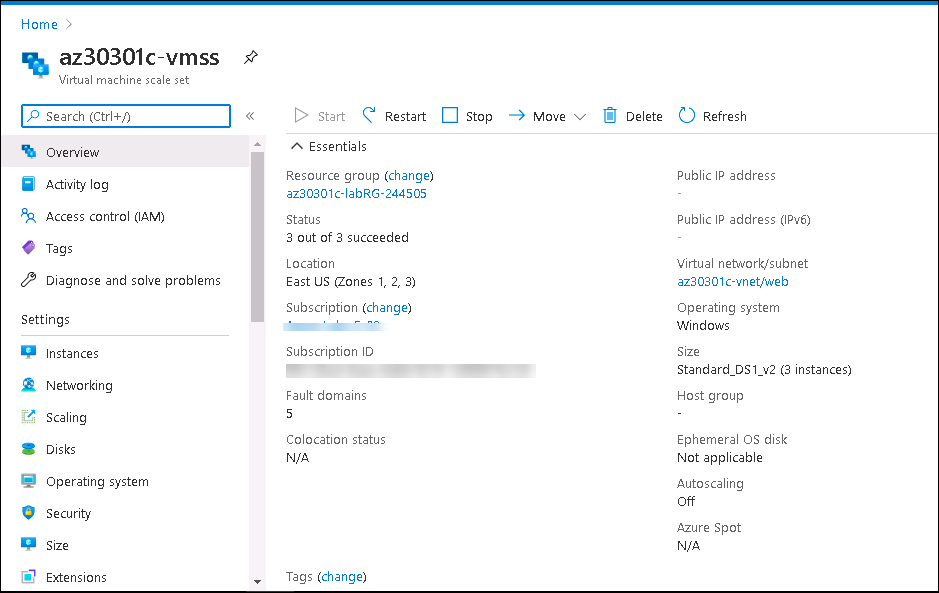 Home
az30301c-vmss
Virtual machine scale set
Search (Ctrl+/)
«
Overview
Activity log
Access control (IAM)
Tags
Diagnose and solve problems
Settings
Instances
Networking
Scaling
Disks
Operating system
Security
Size
Extensions
Start Restart Stop Move Delete Refresh
Essentials
Resource group (change)
az30301c-labRG-244505
Status
3 out of 3 succeeded
Location
East US (Zones 1, 2, 3)
Subscription (change)
Subscription ID
Fault domains
5
Colocation status
N/A
Public IP address
-
Public IP address (IPv6)
-
Virtual network/subnet
az30301c-vnet/web
Operating system
Windows
Size
Standard_DS1_v2 (3 instances)
Host group
-
Ephemeral OS disk
Not applicable
Autoscaling
Off
Azure Spot
N/A
Tags (change)